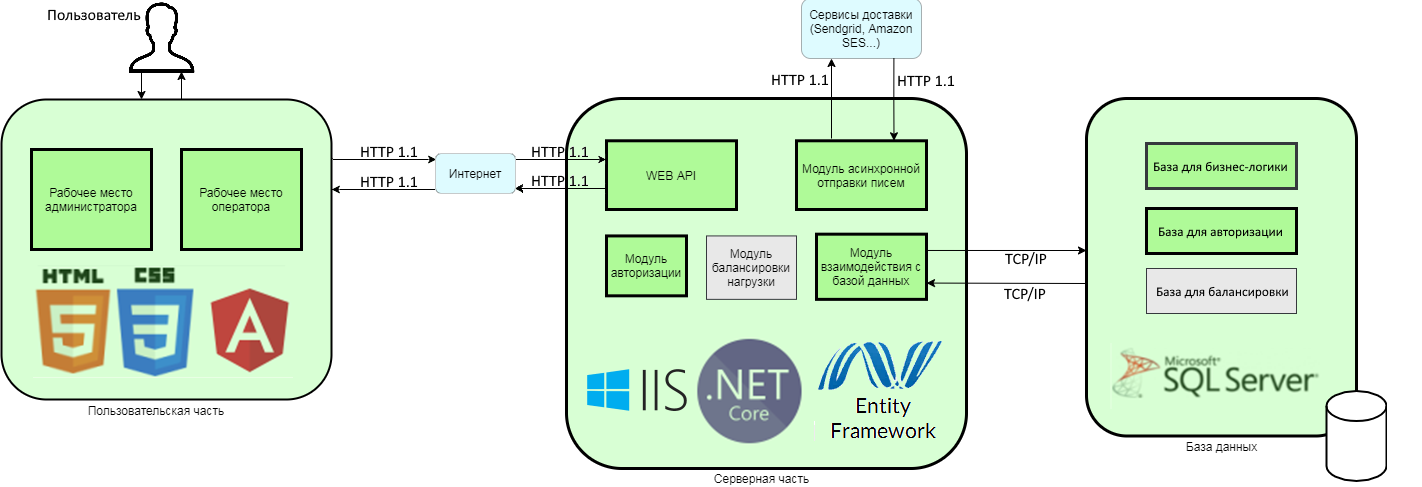 Пользователь
Рабочее место
администратора
Рабочее место
оператора
HTML
5
CSS
3
A
Пользовательская часть
HTTP 1.1
HTTP 1.1
Интернет
HTTP 1.1
HTTP 1.1
Сервисы доставки
(Sendgrid, Amazon
SES...)
HTTP 1.1
HTTP 1.1
WEB API
Модуль асинхронной
отправки писем
Модуль
авторизации
Модуль
балансировки
нагрузки
Модуль
взаимодействия с
базой данных
IIS
.NET
Core
Entity
Framework
Серверная часть
TCP/IP
TCP/IP
База для бизнес-логики
База для авторизации
База для балансировки
Microsoft®
SQL Server®
База данных